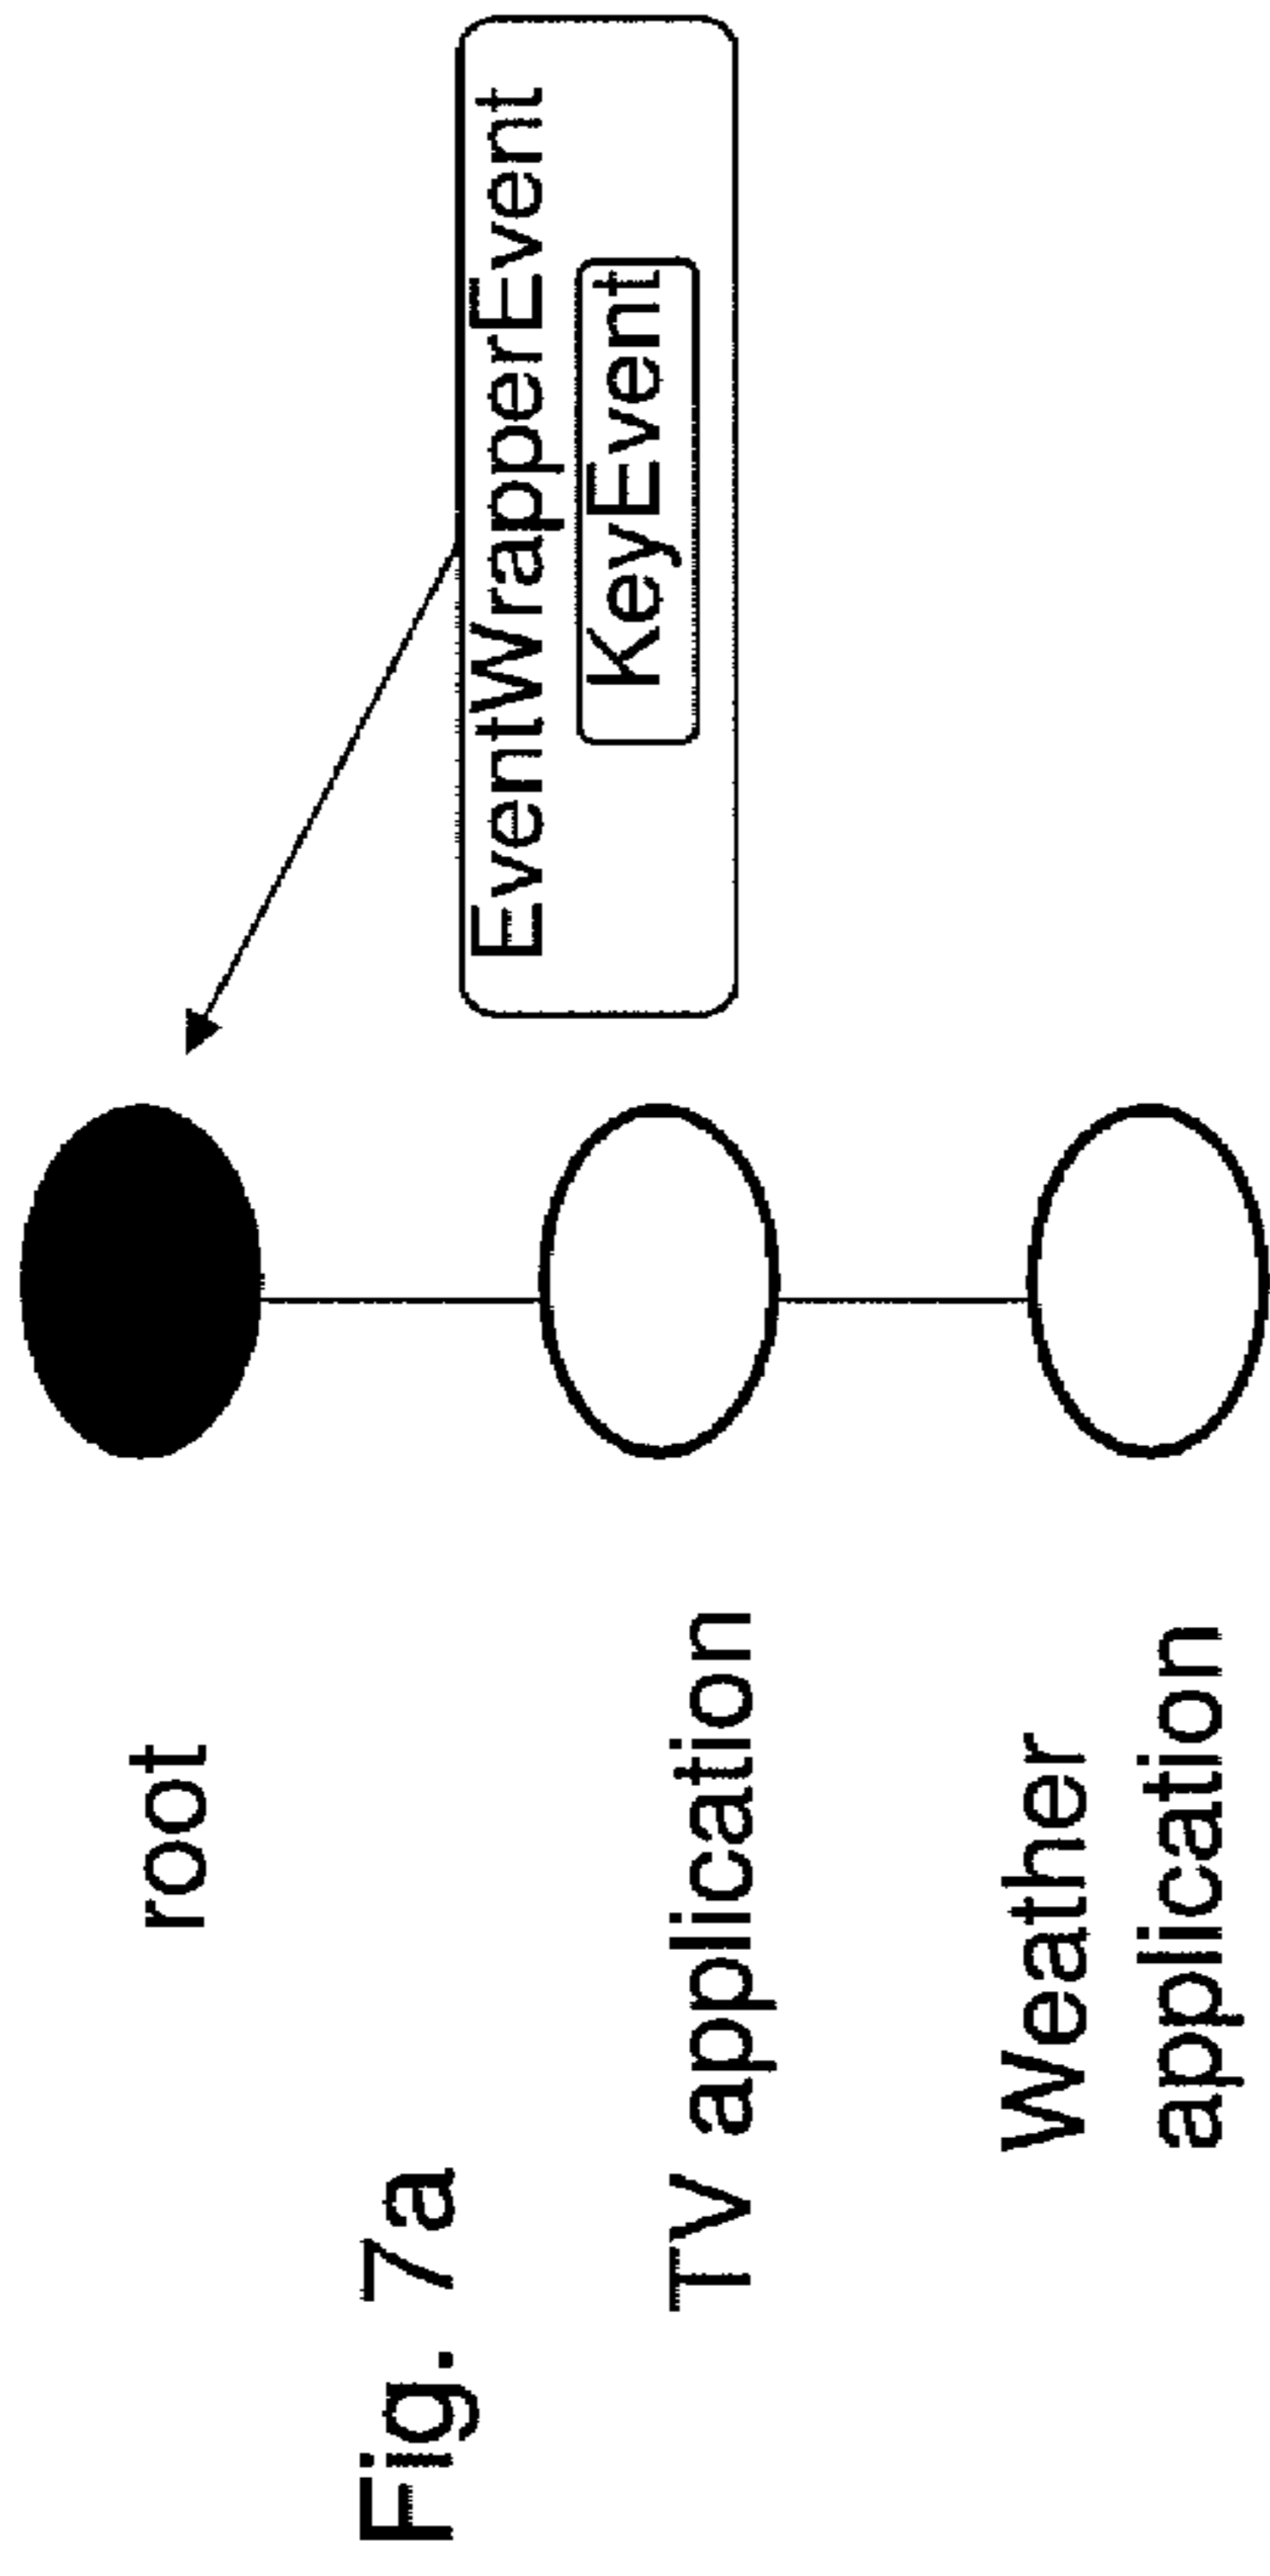 root
EventWrapperEvent
KeyEvent
Fig. 7a
TV application
Weather
application